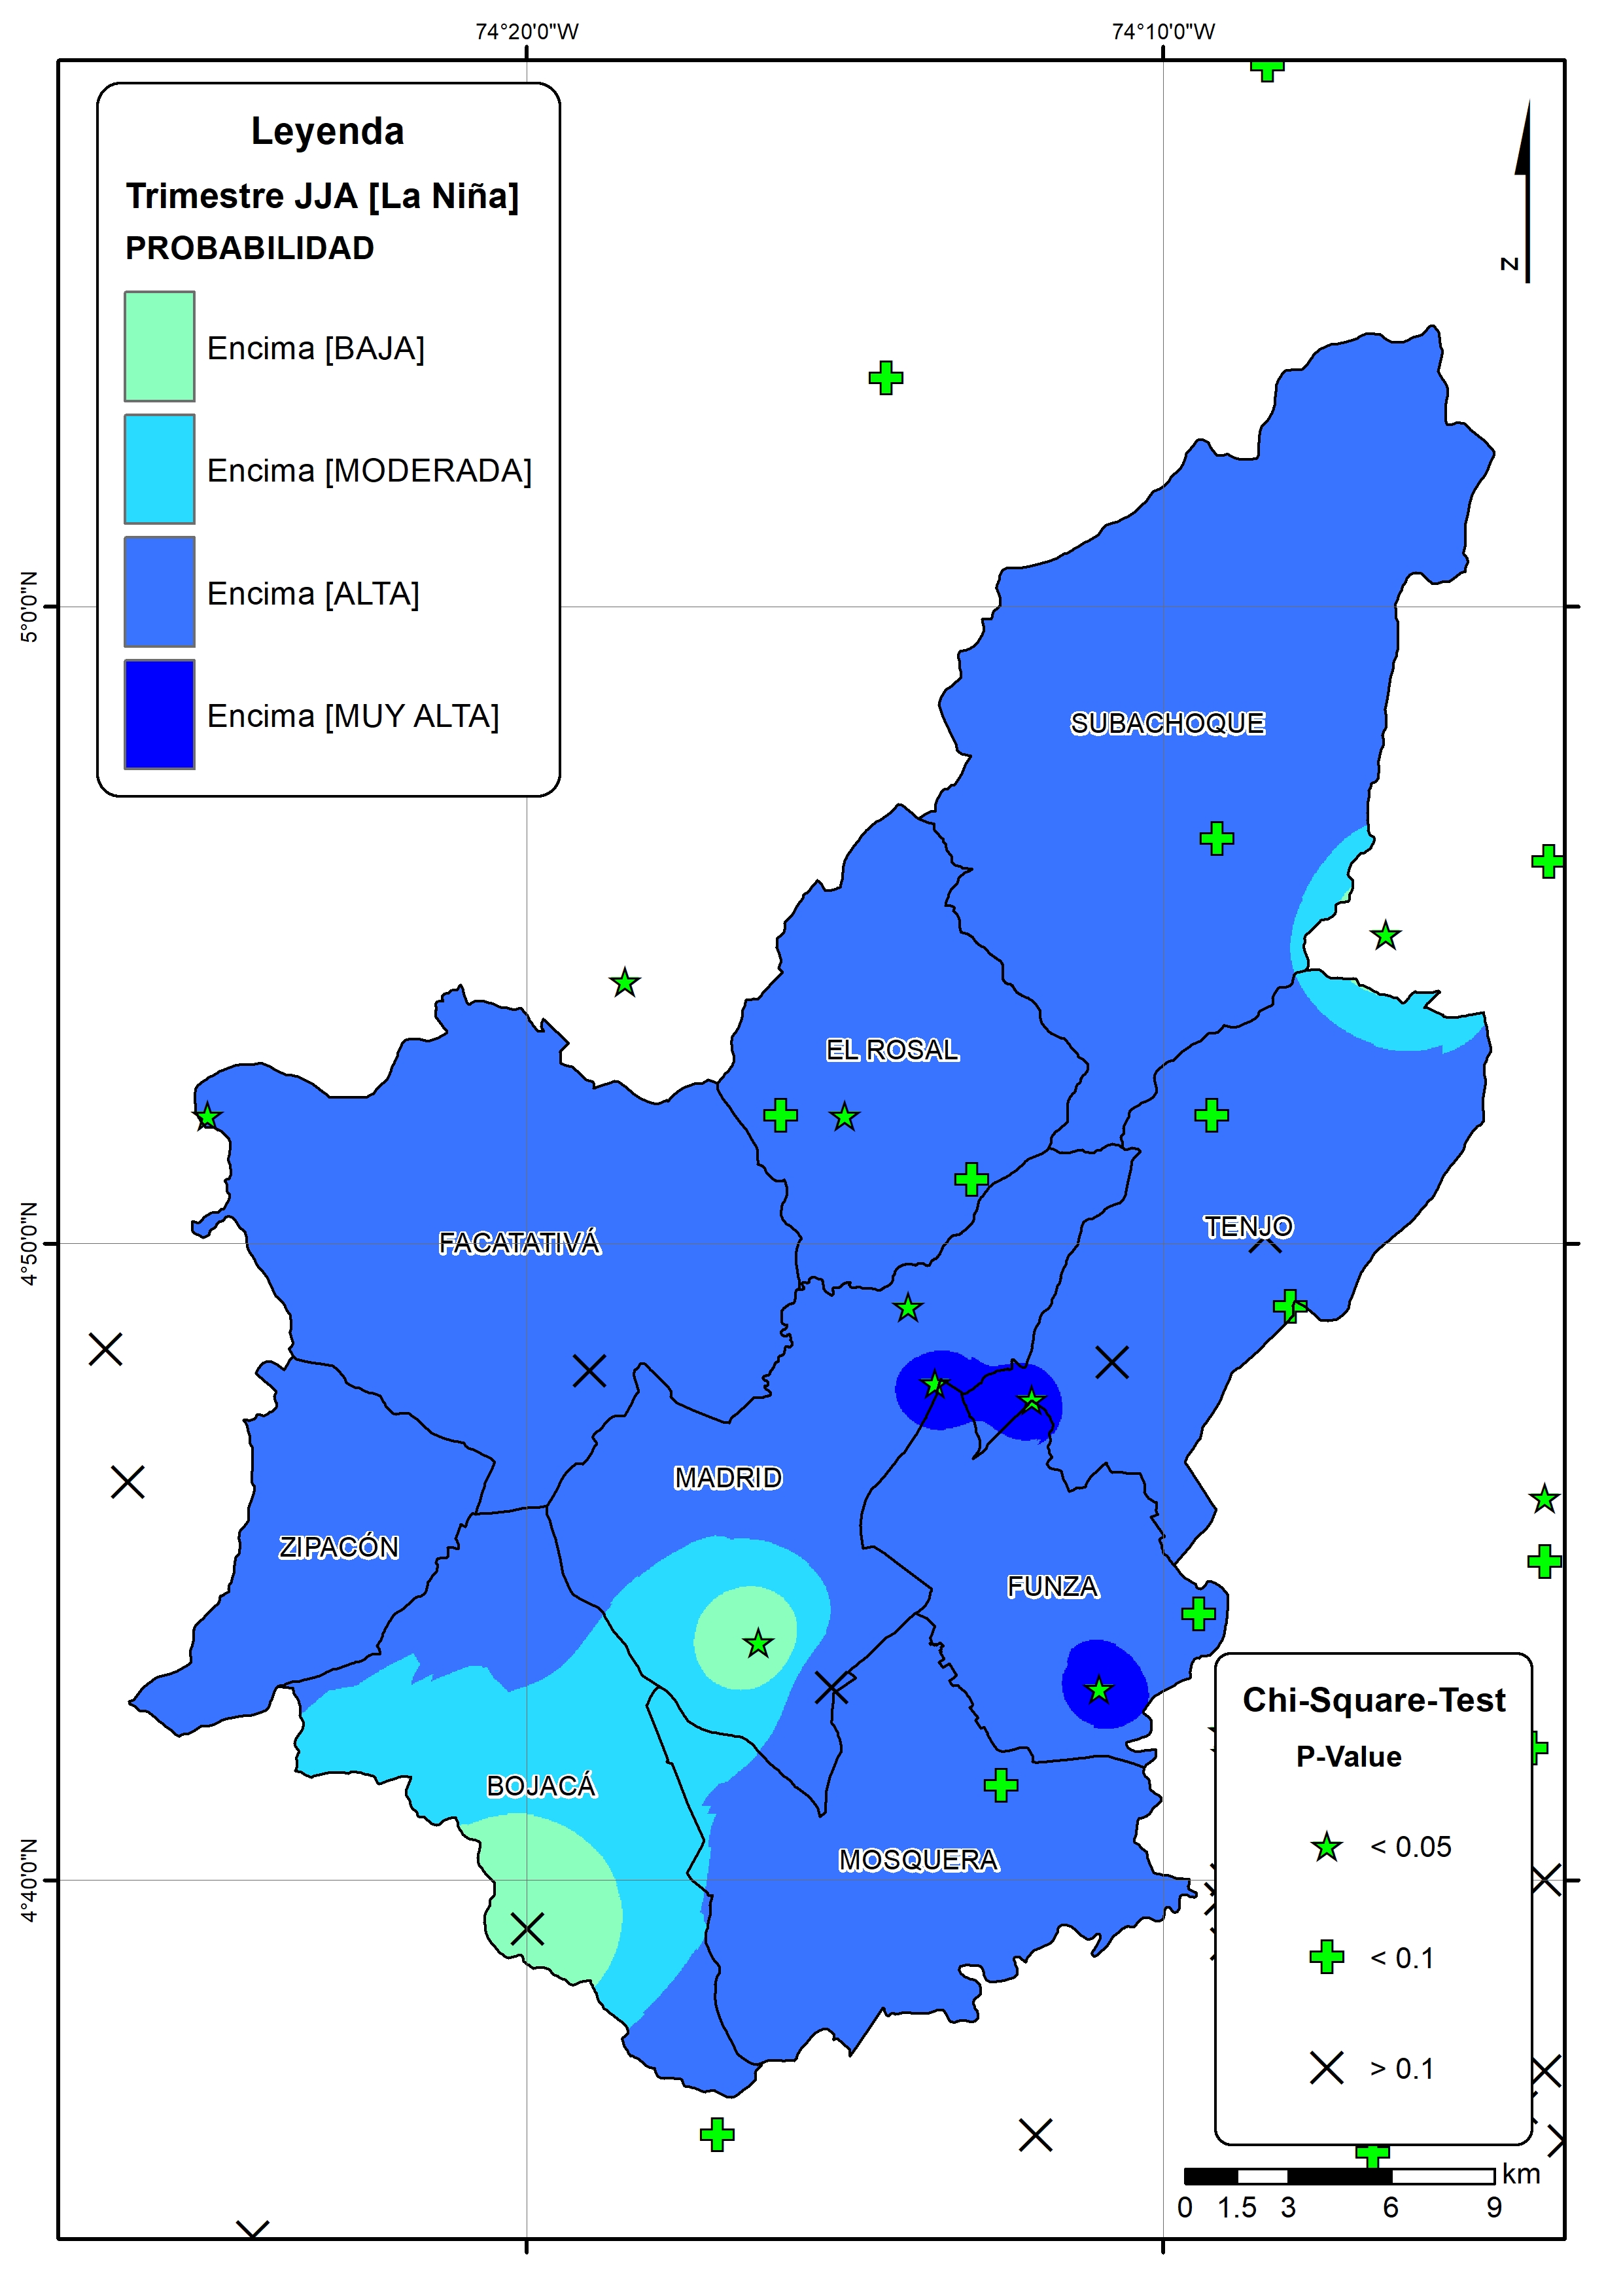 74°20'0"W
74°10'0"W
Leyenda
Trimestre JJA [La Niña]
PROBABILIDAD
Encima [BAJA]
Encima [MODERADA]
Encima [ALTA]
Encima [MUY ALTA]
N
5°0'0"N
SUBACHOQUE
EL ROSAL
4°50'0"N
FACATATIVÁ
TENJO
MADRID
ZIPACÓN
FUNZA
BOJACÁ
MOSQUERA
4°40'0"N
Chi-Square-Test
P-Value
< 0.05
< 0.1
> 0.1
km
0 1.5 3 6 9